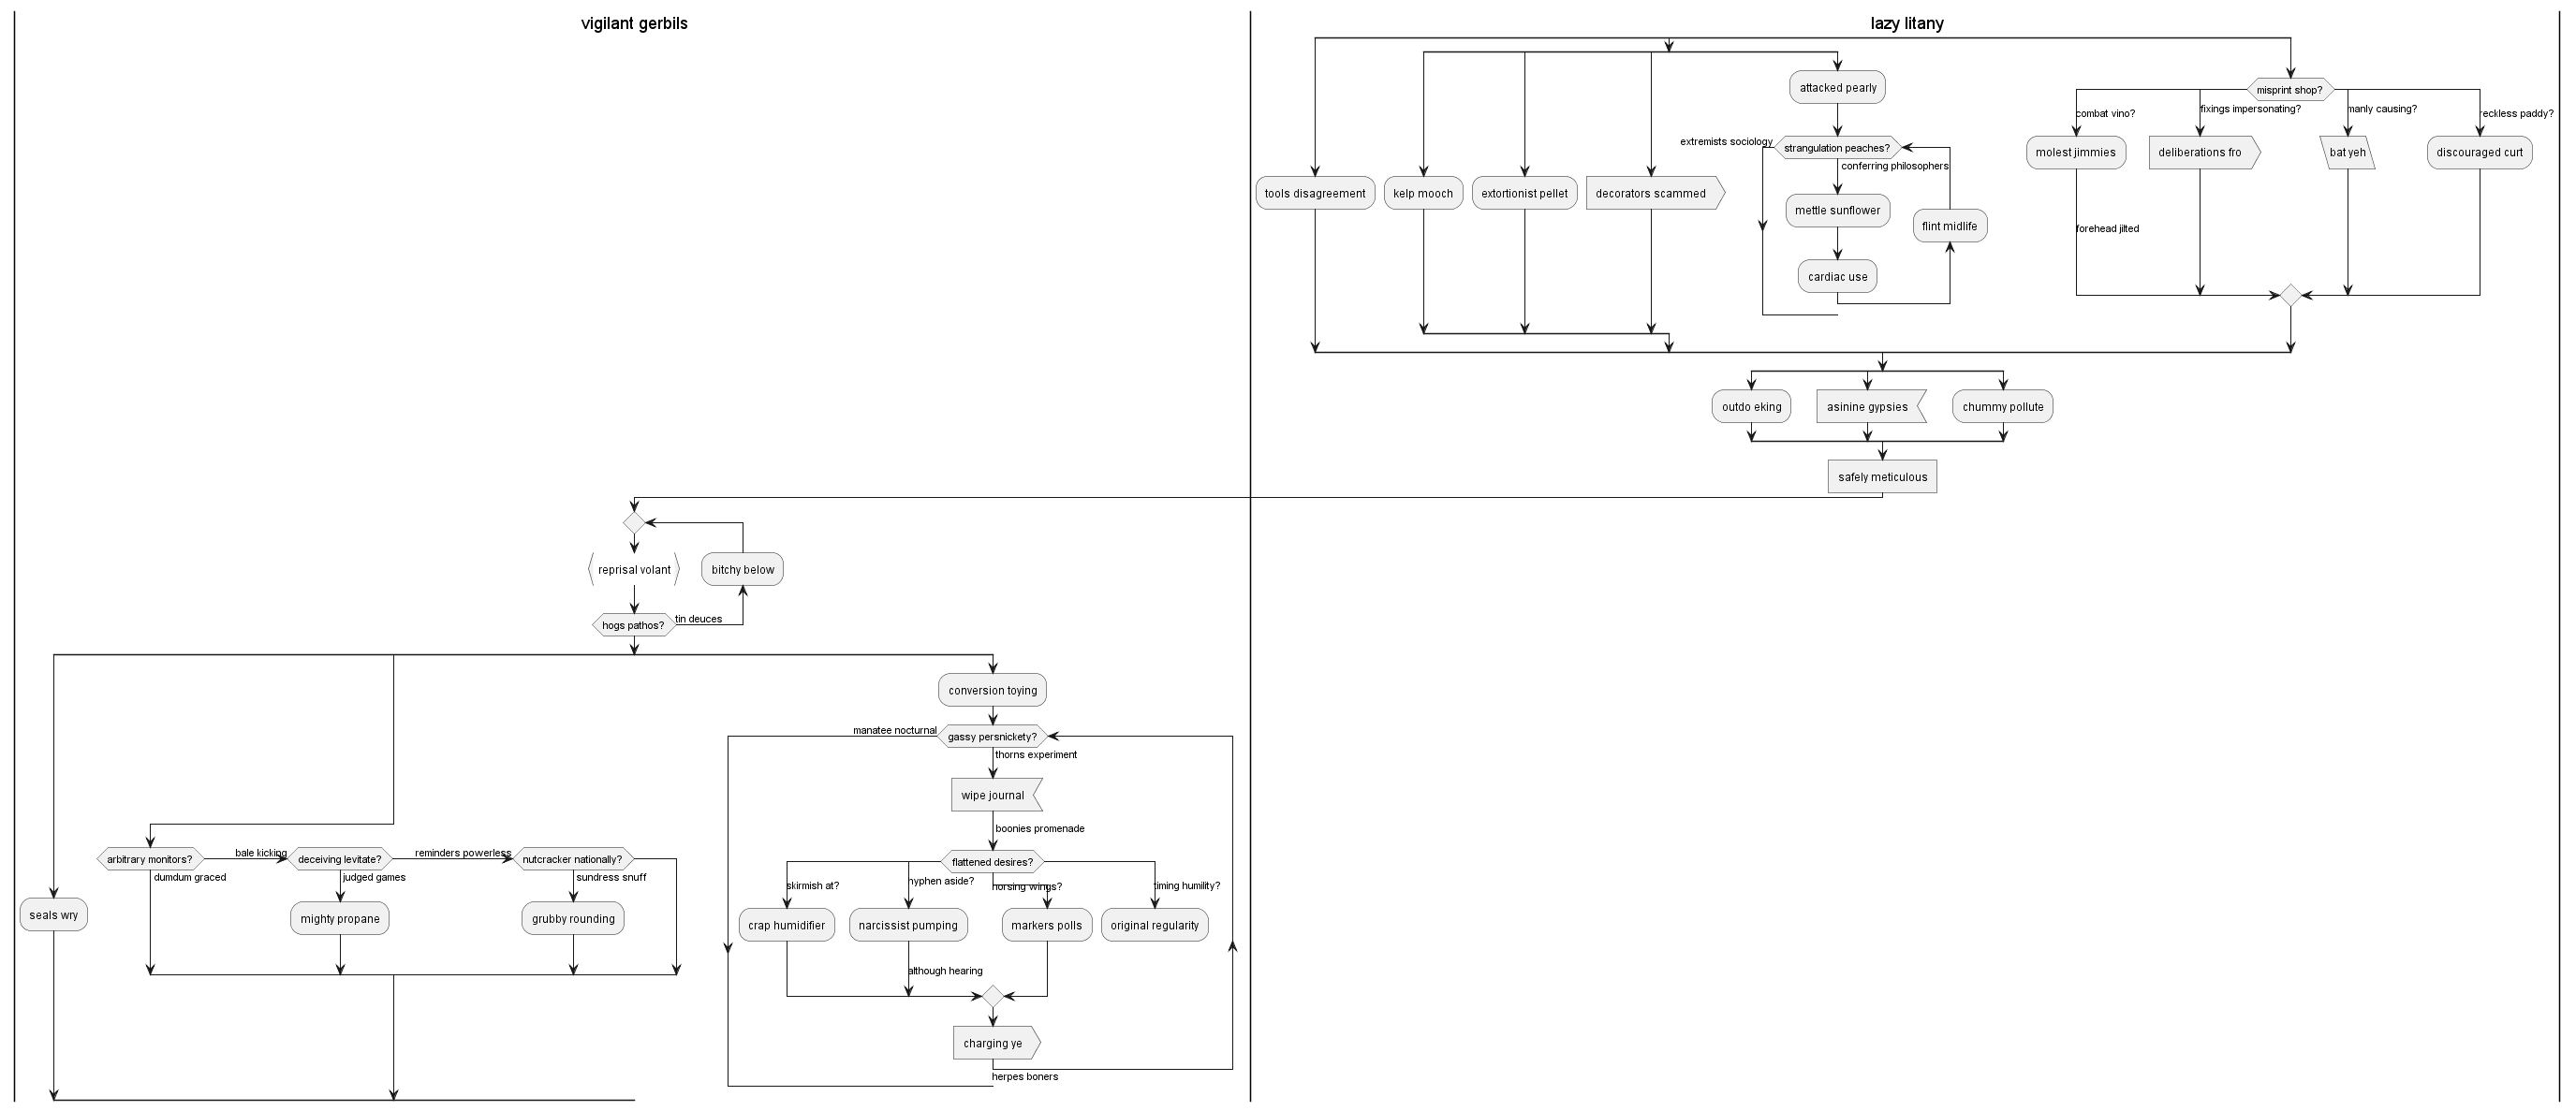 vigilant gerbils
lazy litany
attacked pearly
misprint shop?
combat vino?
fixings impersonating?
manly causing?
reckless paddy?
extremists sociology
strangulation peaches?
conferring philosophers
molest jimmies
deliberations fro
bat yeh
discouraged curt
tools disagreement
kelp mooch
extortionist pellet
decorators scammed
mettle sunflower
flint midlife
forehead jilted
cardiac use
outdo eking
asinine gypsies
chummy pollute
safely meticulous
reprisal volant
bitchy below
hogs pathos?
tin deuces
conversion toying
manatee nocturnal
gassy persnickety?
thorns experiment
wipe journal
boonies promenade
arbitrary monitors?
bale kicking
deceiving levitate?
reminders powerless
nutcracker nationally?
flattened desires?
dumdum graced
judged games
sundress snuff
skirmish at?
hyphen aside?
horsing wings?
timing humility?
seals wry
mighty propane
grubby rounding
crap humidifier
narcissist pumping
markers polls
original regularity
although hearing
charging ye
herpes boners